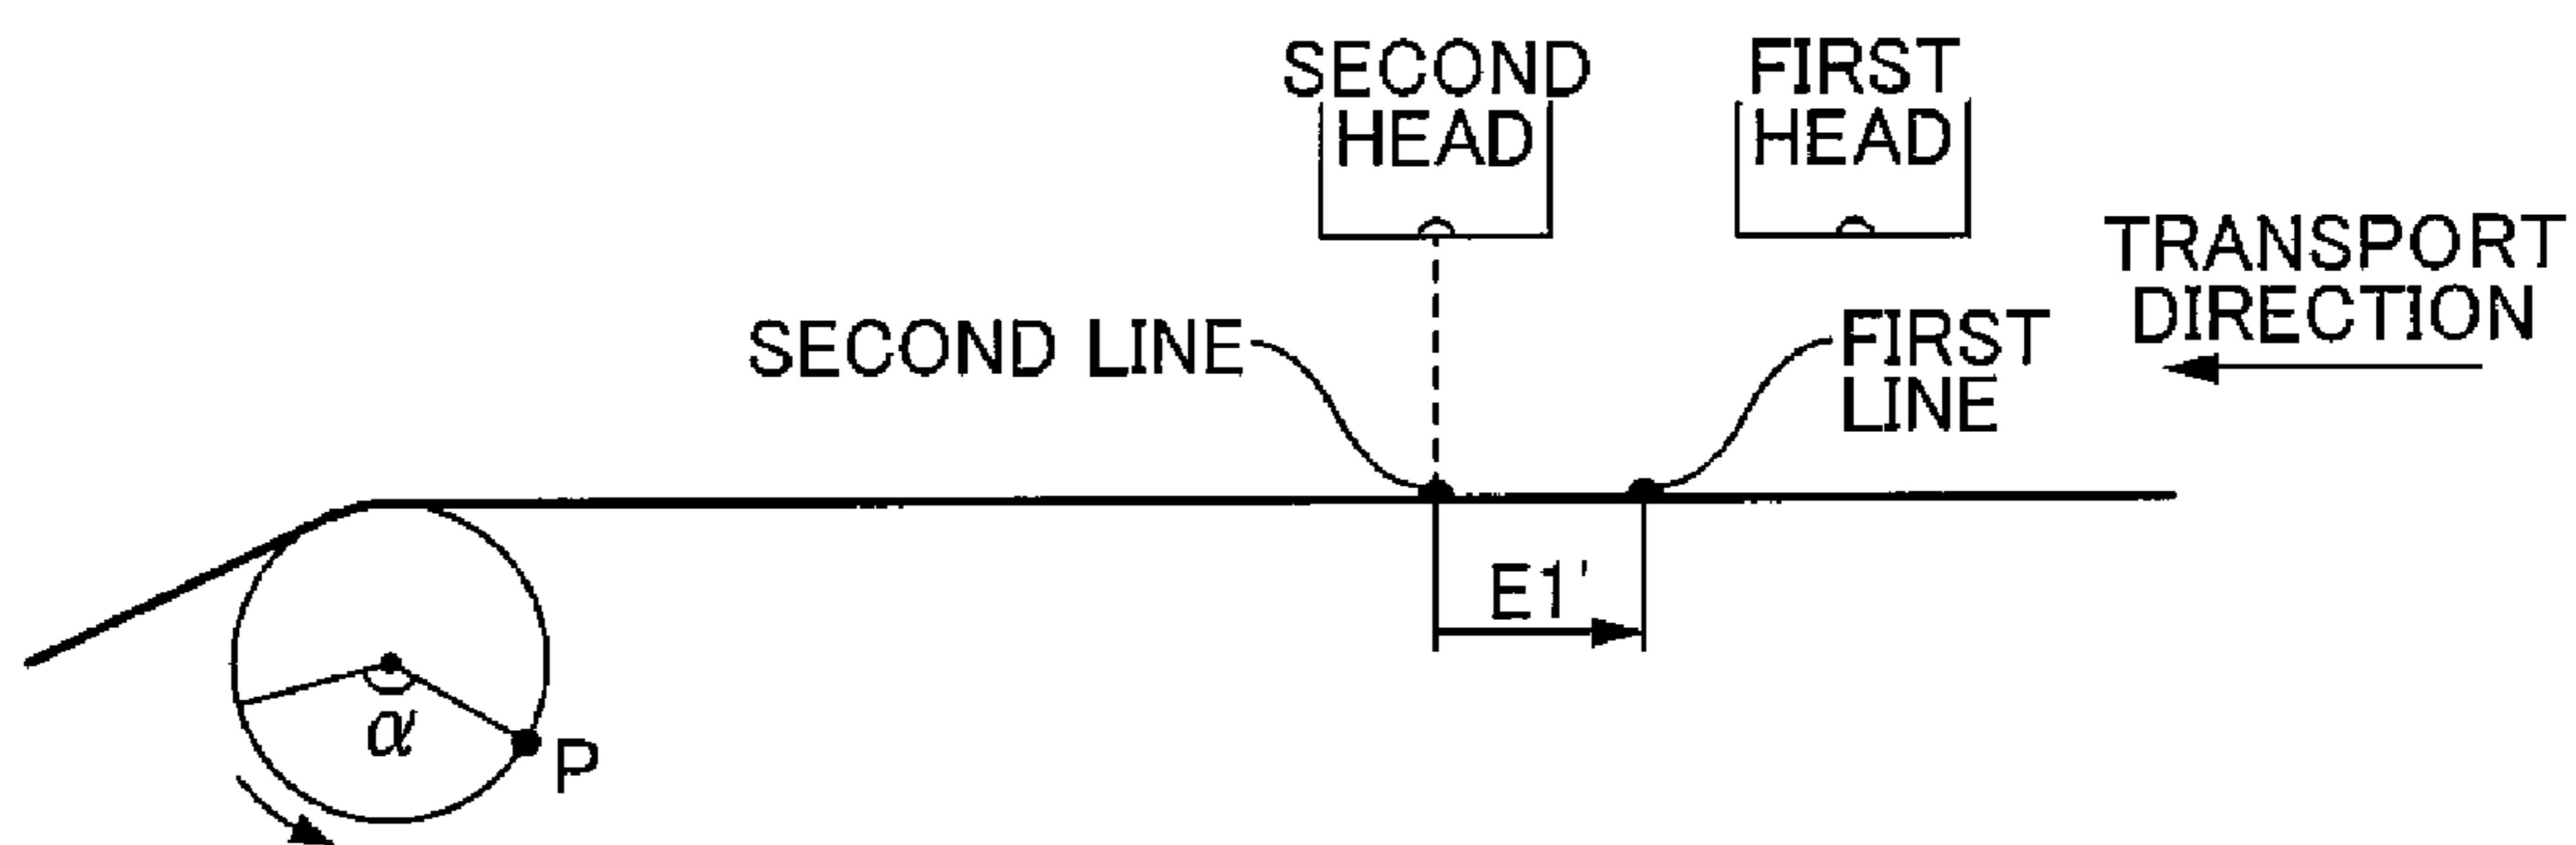 SECOND
HEAD
FIRST
HEAD
TRANSPORT
DIRECTION
SECOND LINE
FIRST
LINE
E1'
α
P